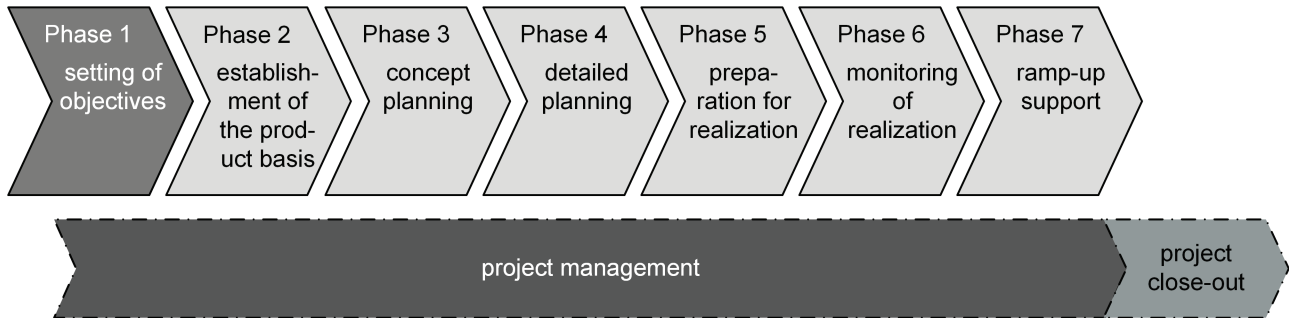 Phase 1
setting of
objectives
Phase 2
establish-
ment of
the prod-
uct basis
Phase 3
concept
planning
Phase 4
detailed
planning
Phase 5
prepa-
ration for
realization
Phase 6
monitoring
of
realization
Phase 7
ramp-up
support
project management
project
close-out